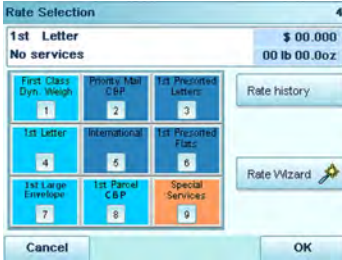 Rate Selection
1st Letter
$ 00.000
No services
00 lb 00.0oz
First Class
Dyn. Weigh
1
Priority Mail
CBP
2
1st Presorted
Letters
3
Rate history
1st Letter
4
International
5
1st Presorted
Flats
6
Rate Wizard
1st Large
Envelope
7
1st Parcel
CBP
8
Special
Services
9
Cancel
OK